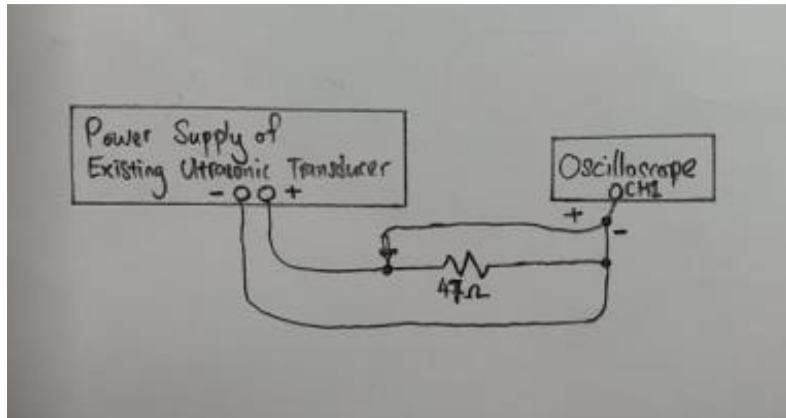 Power Supply of
Existing Ultrasonic Transducer
- +
Oscilloscope
CH1
+
-
47Ω